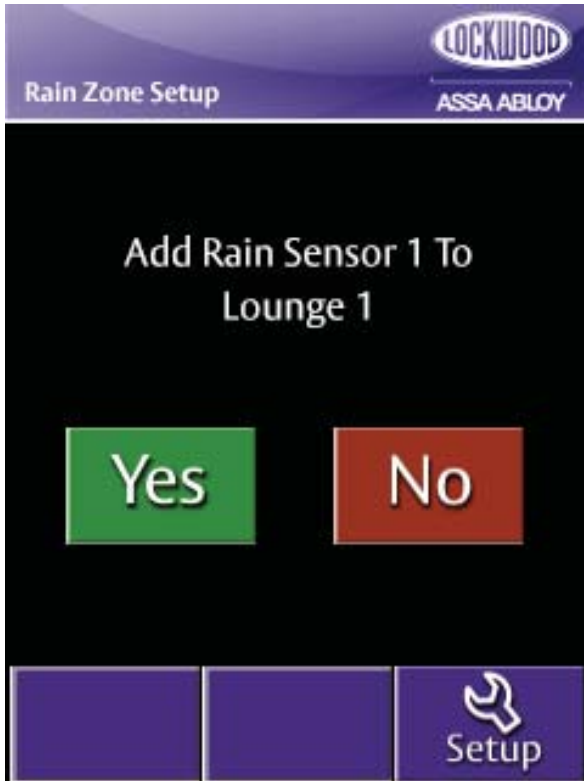 LOCKWOOD
Rain Zone Setup
ASSA ABLOY
Add Rain Sensor 1 To
Lounge 1
Yes No
Setup